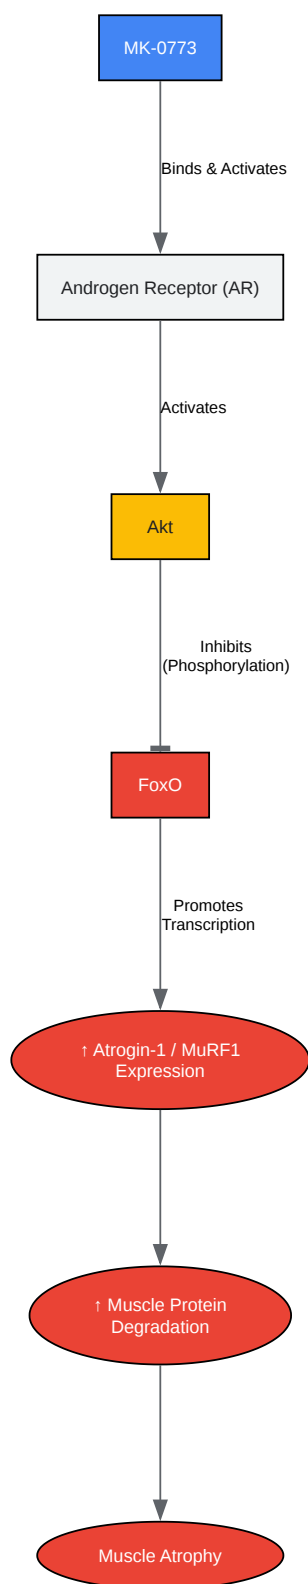 MK-0773
Binds & Activates
Androgen Receptor (AR)
Activates
Akt
Inhibits
(Phosphorylation)
FoxO
Promotes
Transcription
↑ Atrogin-1 / MuRF1
Expression
↑ Muscle Protein
Degradation
Muscle Atrophy